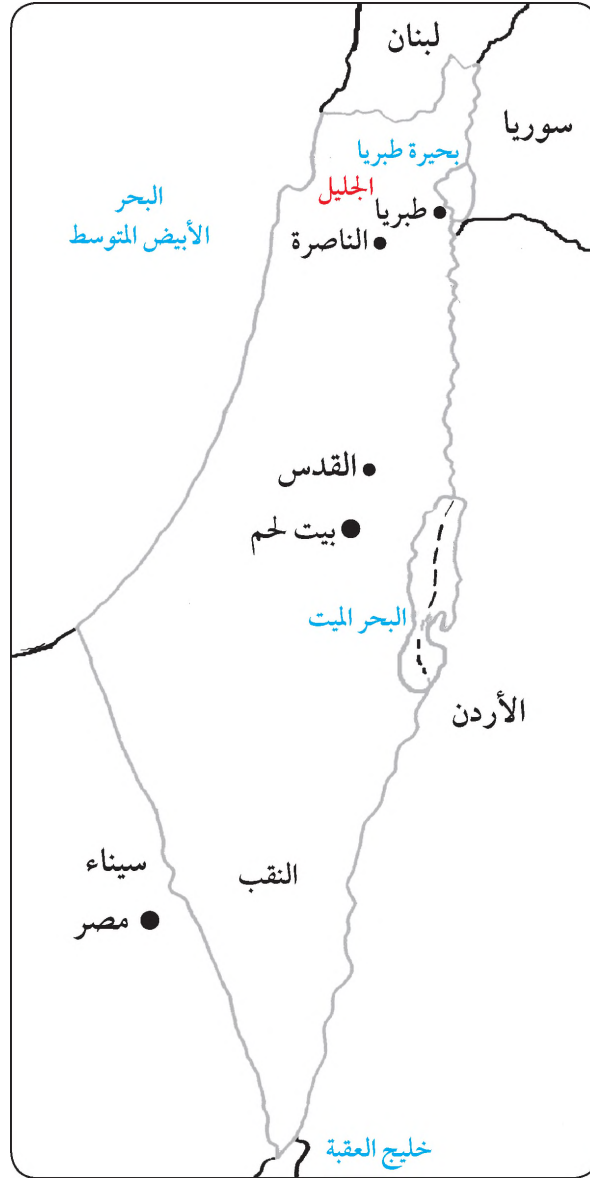 لبنان
سوريا
بحيرة طبريا
الجليل
البحر
الأبيض المتوسط
طبريا
الناصرة
القدس
بيت لحم
البحر الميت
الأردن
سيناء
النقب
مصر
خليج العقبة